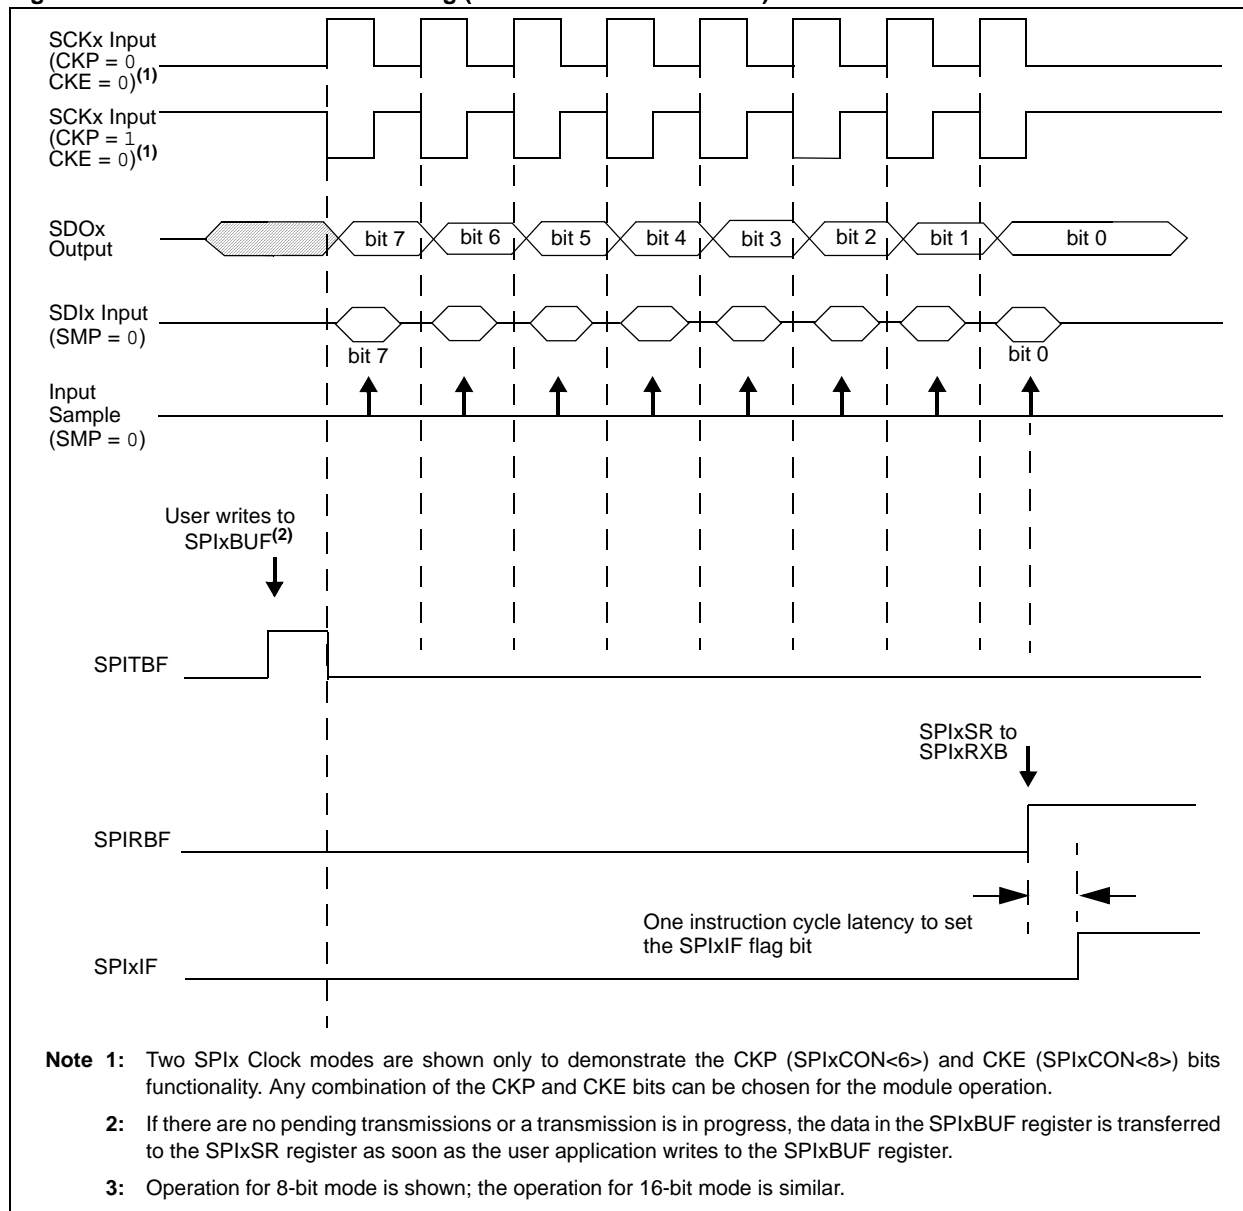 SCKx Input
(CKP = 0
CKE = 0)(1)
SCKx Input
(CKP = 1
CKE = 0)(1)
SDOx
Output
bit 7 bit 6 bit 5 bit 4 bit 3 bit 2 bit 1 bit 0
SDIx Input
(SMP = 0)
bit 7 bit 0
Input
Sample
(SMP = 0)
User writes to
SPIxBUF(2)
SPITBF
SPIxSR to
SPIxRXB
SPIRBF
One instruction cycle latency to set
the SPIxIF flag bit
SPIxIF
Note 1: Two SPIx Clock modes are shown only to demonstrate the CKP (SPIxCON<6>) and CKE (SPIxCON<8>) bits
functionality. Any combination of the CKP and CKE bits can be chosen for the module operation.
2: If there are no pending transmissions or a transmission is in progress, the data in the SPIxBUF register is transferred
to the SPIxSR register as soon as the user application writes to the SPIxBUF register.
3: Operation for 8-bit mode is shown; the operation for 16-bit mode is similar.